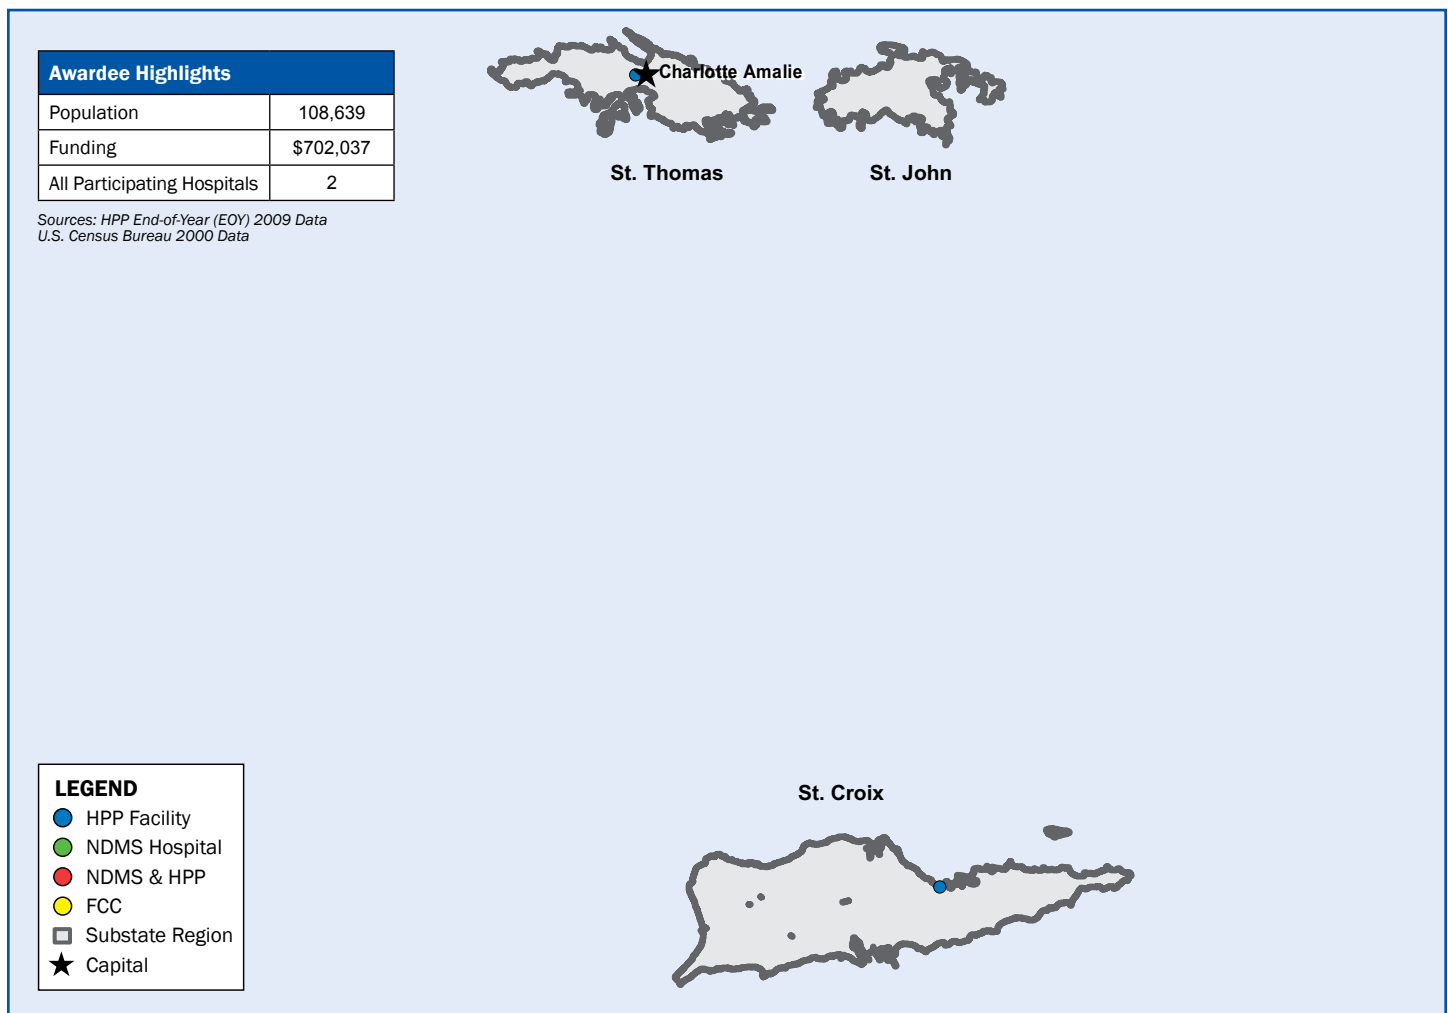 Awardee Highlights
Population 108,639
Funding $702,037
All Participating Hospitals 2
Sources: HPP End-of-Year (EOY) 2009 Data
U.S. Census Bureau 2000 Data
Charlotte Amalie
St. Thomas
St. John
St. Croix
LEGEND
HPP Facility
NDMS Hospital
NDMS & HPP
FCC
Substate Region
Capital